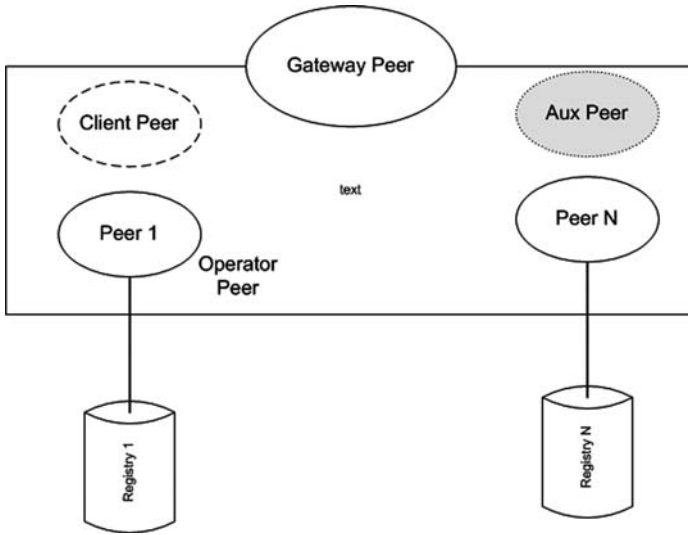 Gateway Peer
Client Peer
Aux Peer
text
Peer 1
Peer N
Operator
Peer
Registry 1
Registry N